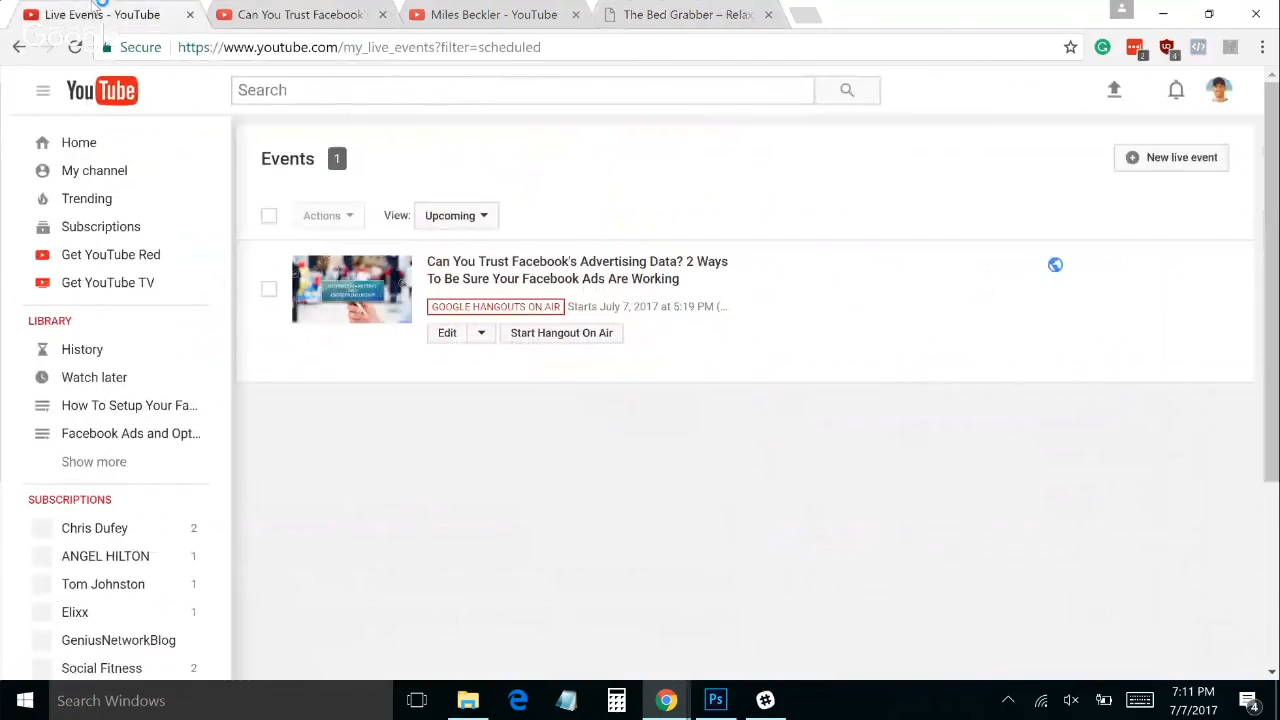 Live Events - YouTube
Can You Trust Facebook's
Miles Beckler - YouTube
The Bed Grabber – Relax
Google
Secure
https://www.youtube.com/my_live_events?filter=scheduled
2
4
YouTube
Search
Home
My channel
Trending
Subscriptions
Get YouTube Red
Get YouTube TV
LIBRARY
History
Watch later
How To Setup Your Fa...
Facebook Ads and Opt...
Show more
SUBSCRIPTIONS
Chris Dufey 2
ANGEL HILTON 1
Tom Johnston 1
Elixx 1
GeniusNetworkBlog
Social Fitness 2
Events 1
New live event
Actions
View:
Upcoming
Can You Trust Facebook's Advertising Data? 2 Ways
To Be Sure Your Facebook Ads Are Working
GOOGLE HANGOUTS ON AIR Starts July 7, 2017 at 5:19 PM (...
Edit
Start Hangout On Air
Search Windows
Ps
7:11 PM
7/7/2017
4